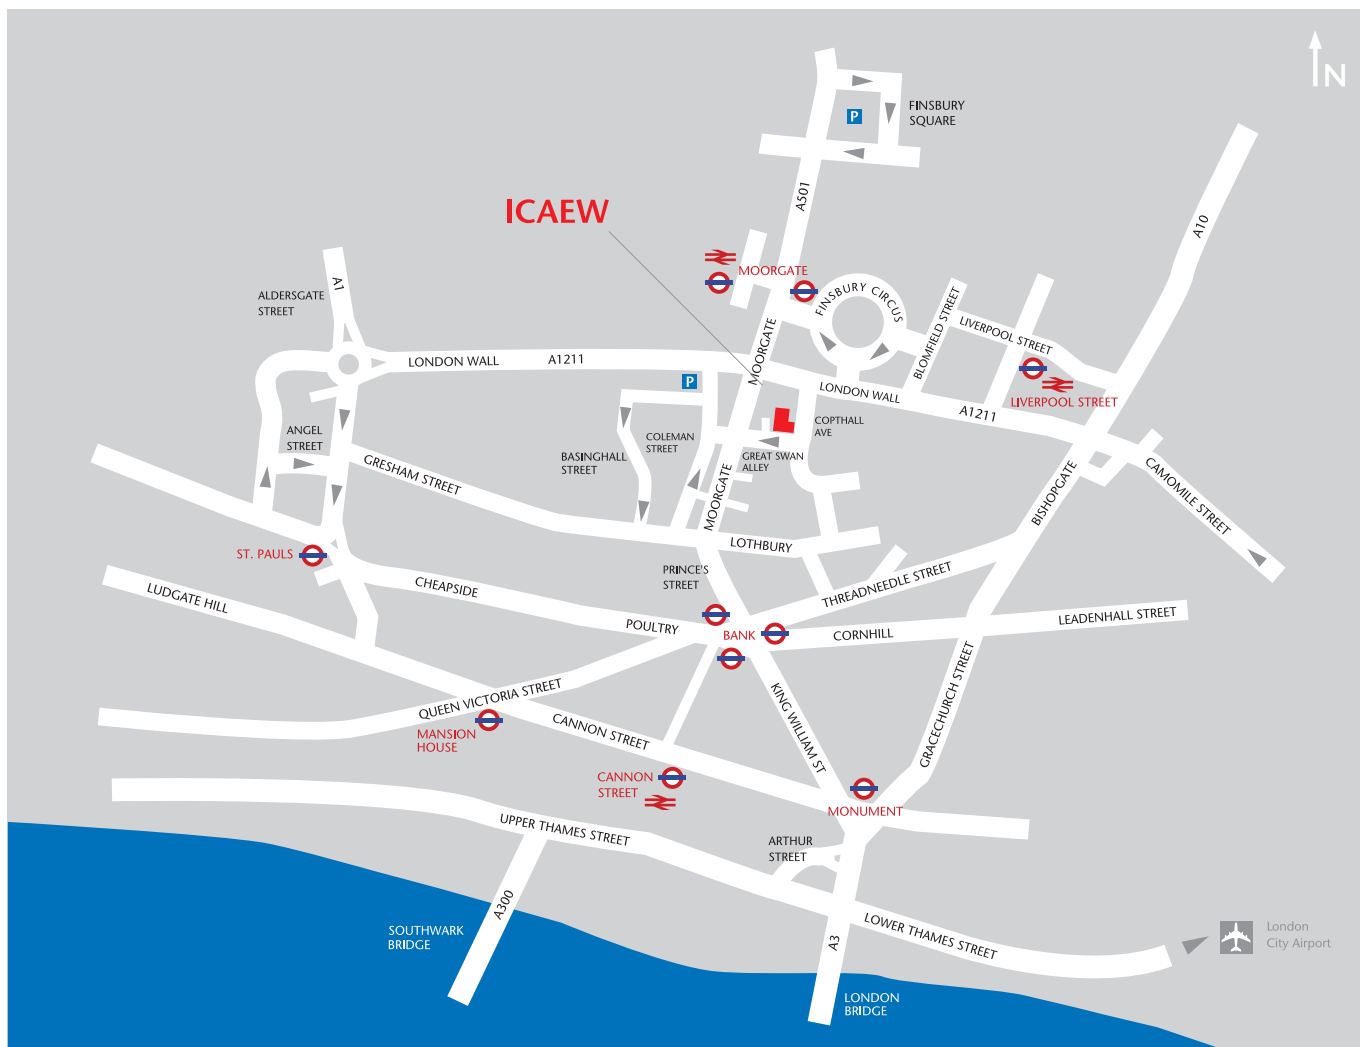 N
FINSBURY
SQUARE
P
A501
ICAEW
A10
MOORGATE
A1
ALDERSGATE
STREET
FINSBURY CIRCUS
BLOMFIELD STREET
LIVERPOOL STREET
MOORGATE
LONDON WALL
A1211
P
LONDON WALL
A1211
LIVERPOOL STREET
COPTHALL
AVE
ANGEL
STREET
COLEMAN
STREET
BASINGHALL
STREET
GREAT SWAN
ALLEY
GRESHAM STREET
MOORGATE
BISHOPGATE
CAMOMILE STREET
LOTHBURY
ST. PAULS
PRINCE'S
STREET
THREADNEEDLE STREET
LUDGATE HILL
CHEAPSIDE
POULTRY
BANK
CORNHILL
LEADENHALL STREET
QUEEN VICTORIA STREET
MANSION
HOUSE
CANNON STREET
KING WILLIAM ST
GRACECHURCH STREET
CANNON
STREET
MONUMENT
UPPER THAMES STREET
ARTHUR
STREET
A300
SOUTHWARK
BRIDGE
A3
LOWER THAMES STREET
London
City Airport
LONDON
BRIDGE